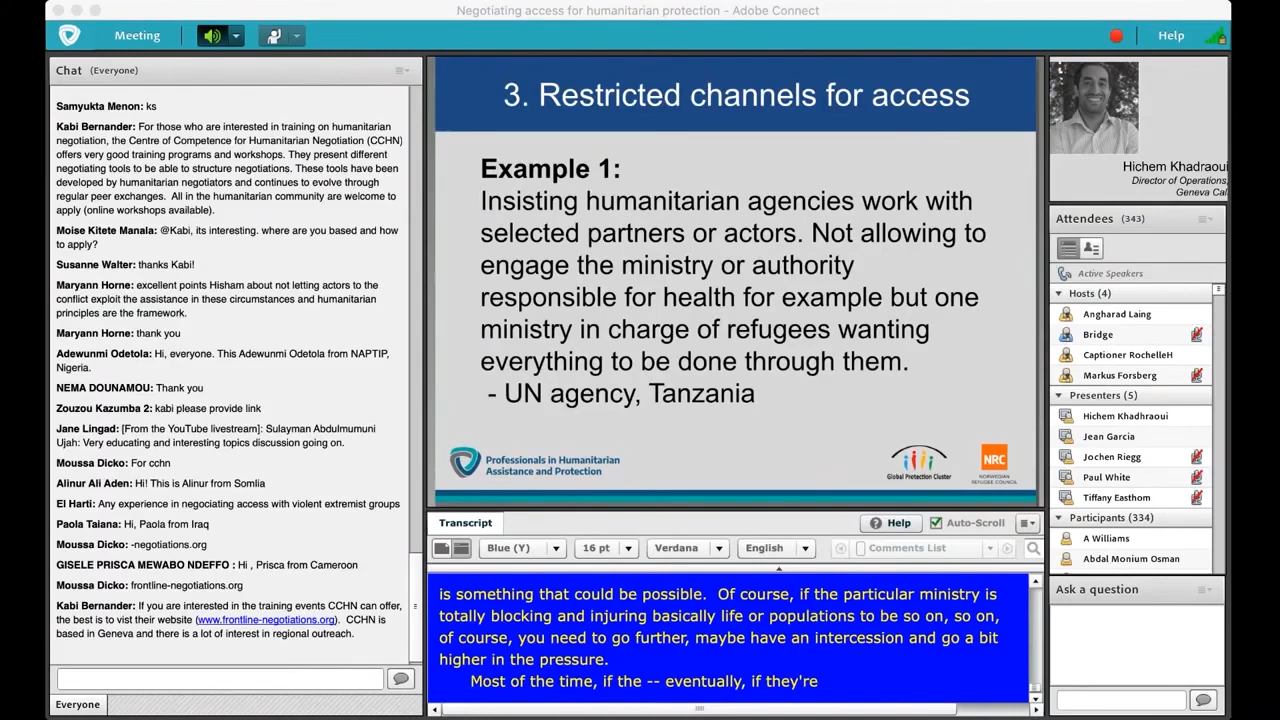 Negotiating access for humanitarian protection - Adobe Connect
Meeting
Help
Chat (Everyone)
Samyukta Menon: ks
Kabi Bernander: For those who are interested in training on humanitarian
negotiation, the Centre of Competence for Humanitarian Negotiation (CCHN)
offers very good training programs and workshops. They present different
negotiating tools to be able to structure negotiations. These tools have been
developed by humanitarian negotiators and continues to evolve through
regular peer exchanges. All in the humanitarian community are welcome to
apply (online workshops available).
Moise Kitete Manala: @Kabi, its interesting. where are you based and how
to apply?
Susanne Walter: thanks Kabi!
Maryann Horne: excellent points Hisham about not letting actors to the
conflict exploit the assistance in these circumstances and humanitarian
principles are the framework.
Maryann Horne: thank you
Adewunmi Odetola: Hi, everyone. This Adewunmi Odetola from NAPTIP,
Nigeria.
NEMA DOUNAMOU: Thank you
Zouzou Kazumba 2: kabi please provide link
Jane Lingad: [From the YouTube livestream]: Sulayman Abdulmumuni
Ujah: Very educating and interesting topics discussion going on.
Moussa Dicko: For cchn
Alinur Ali Aden: Hi! This is Alinur from Somlia
El Harti: Any experience in negociating access with violent extremist groups
Paola Taiana: Hi, Paola from Iraq
Moussa Dicko: -negotiations.org
GISELE PRISCA MEWABO NDEFFO : Hi , Prisca from Cameroon
Moussa Dicko: frontline-negotiations.org
Kabi Bernander: If you are interested in the training events CCHN can offer,
the best is to vist their website (www.frontline-negotiations.org). CCHN is
based in Geneva and there is a lot of interest in regional outreach.
Everyone
3. Restricted channels for access
Example 1:
Insisting humanitarian agencies work with
selected partners or actors. Not allowing to
engage the ministry or authority
responsible for health for example but one
ministry in charge of refugees wanting
everything to be done through them.
- UN agency, Tanzania
Professionals in Humanitarian
Assistance and Protection
Global Protection Cluster
NRC
NORWEGIAN
REFUGEE COUNCIL
Transcript
Help
Auto-Scroll
Blue (Y)
16 pt
Verdana
English
Comments List
is something that could be possible. Of course, if the particular ministry is
totally blocking and injuring basically life or populations to be so on, so on,
of course, you need to go further, maybe have an intercession and go a bit
higher in the pressure.
Most of the time, if the -- eventually, if they're
Hichem Khadraoui
Director of Operations,
Geneva Cal
Attendees (343)
Active Speakers
Hosts (4)
Angharad Laing
Bridge
Captioner RochelleH
Markus Forsberg
Presenters (5)
Hichem Khadhraoui
Jean Garcia
Jochen Riegg
Paul White
Tiffany Easthom
Participants (334)
A Williams
Abdal Monium Osman
Ask a question